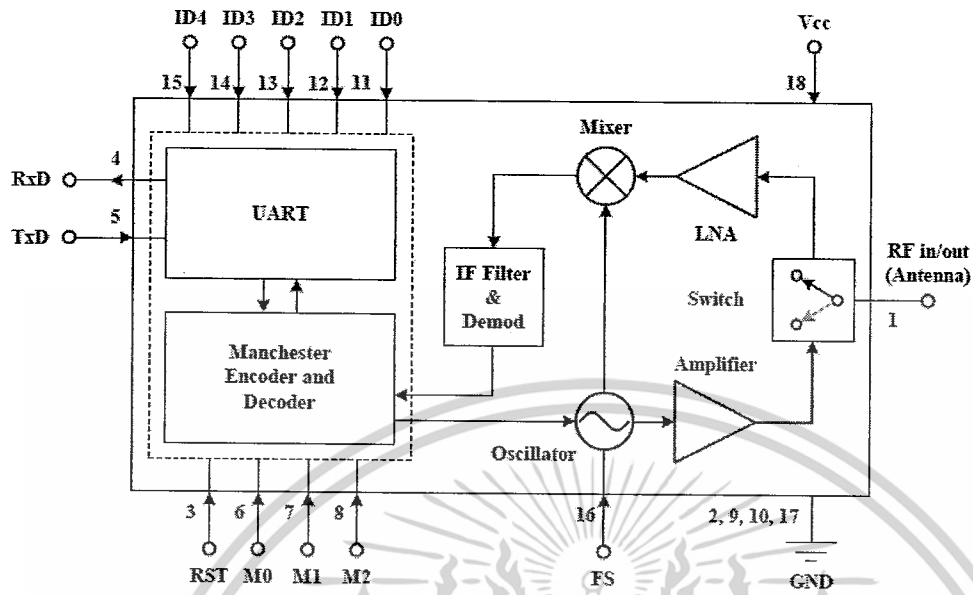 ID4 ID3 ID2 ID1 ID0
Vcc
15 14 13 12 11
18
Mixer
4
RxD
UART
5
TxD
LNA
RF in/out
(Antenna)
IF Filter
&
Demod
Switch
1
Manchester
Encoder and
Decoder
Amplifier
Oscillator
3 6 7 8
16
2, 9, 10, 17
RST M0 M1 M2
FS
GND